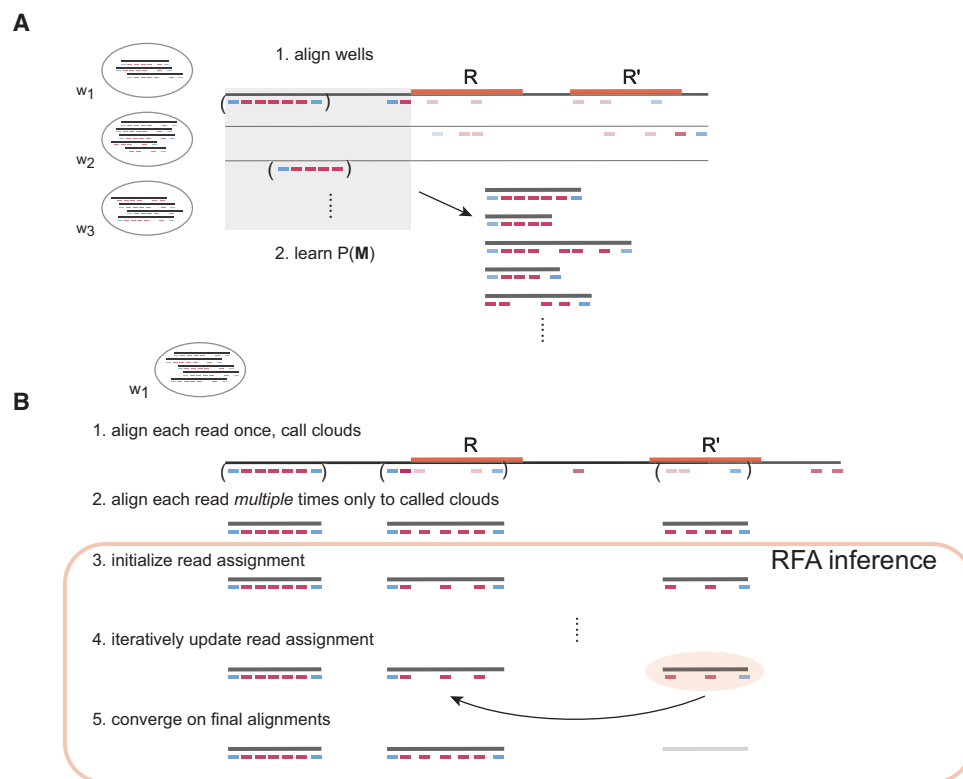 A
1. align wells
R
R'
w1
w2
w3
2. learn P(M)
w1
B
1. align each read once, call clouds
R
R'
2. align each read multiple times only to called clouds
3. initialize read assignment
RFA inference
4. iteratively update read assignment
5. converge on final alignments